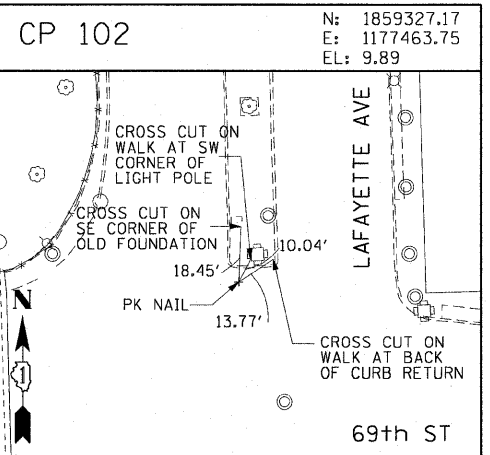 CP 102
N: 1859327.17
E: 1177463.75
EL: 9.89
LAFAYETTE AVE
CROSS CUT ON
WALK AT SW
CORNER OF
LIGHT POLE
CROSS CUT ON
SE CORNER OF
OLD FOUNDATION
10.04'
18.45'
N
PK NAIL
13.77'
CROSS CUT ON
WALK AT BACK
OF CURB RETURN
1
69th ST